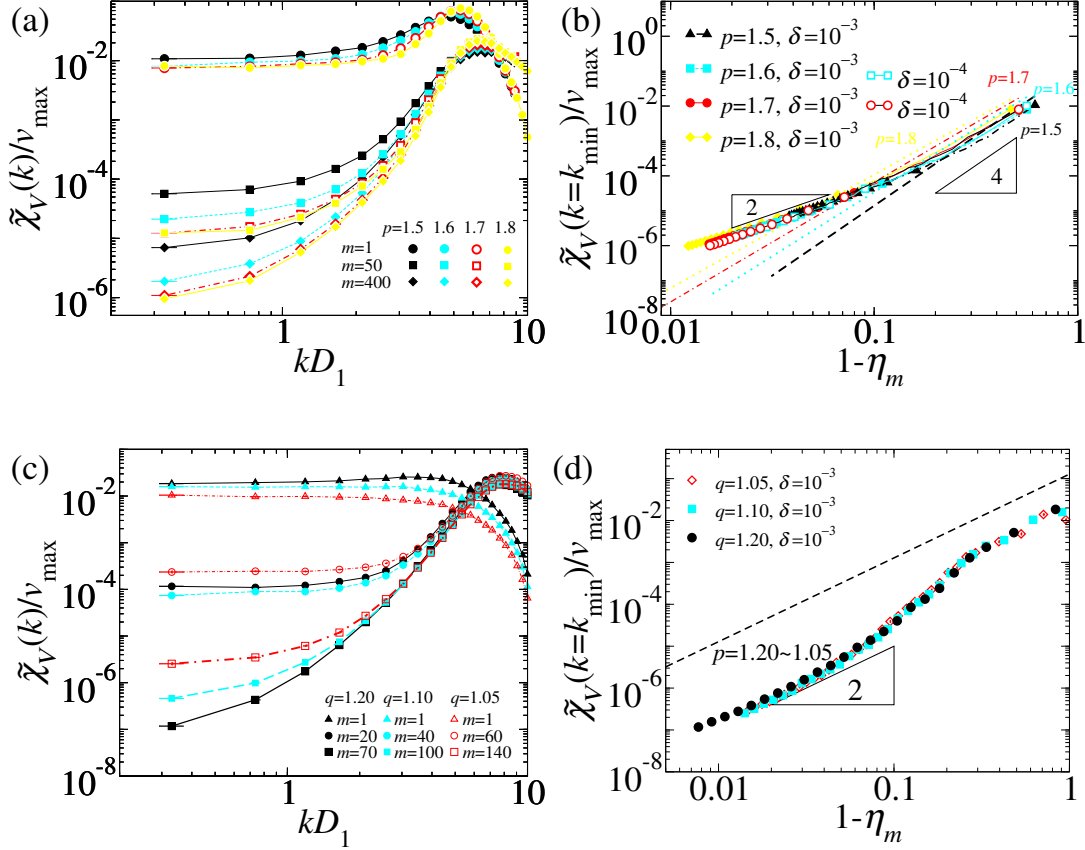 (a)
χ̃_V(k)/v_max
10^-2
10^-4
10^-6
p=1.5 1.6 1.7 1.8
m=1
m=50
m=400
1 10
kD_1
(b)
χ̃_V(k=k_min)/v_max
10^0
10^-2
10^-4
10^-6
10^-8
p=1.5, δ=10^-3
p=1.6, δ=10^-3
p=1.7, δ=10^-3
p=1.8, δ=10^-3
δ=10^-4
δ=10^-4
p=1.7
p=1.6
p=1.8
p=1.5
2
4
0.01 0.1 1
1-η_m
(c)
χ̃_V(k)/v_max
10^-2
10^-4
10^-6
10^-8
q=1.20 q=1.10 q=1.05
m=1 m=1 m=1
m=20 m=40 m=60
m=70 m=100 m=140
1 10
kD_1
(d)
χ̃_V(k=k_min)/v_max
10^-2
10^-4
10^-6
10^-8
q=1.05, δ=10^-3
q=1.10, δ=10^-3
q=1.20, δ=10^-3
p=1.20~1.05
2
0.01 0.1 1
1-η_m